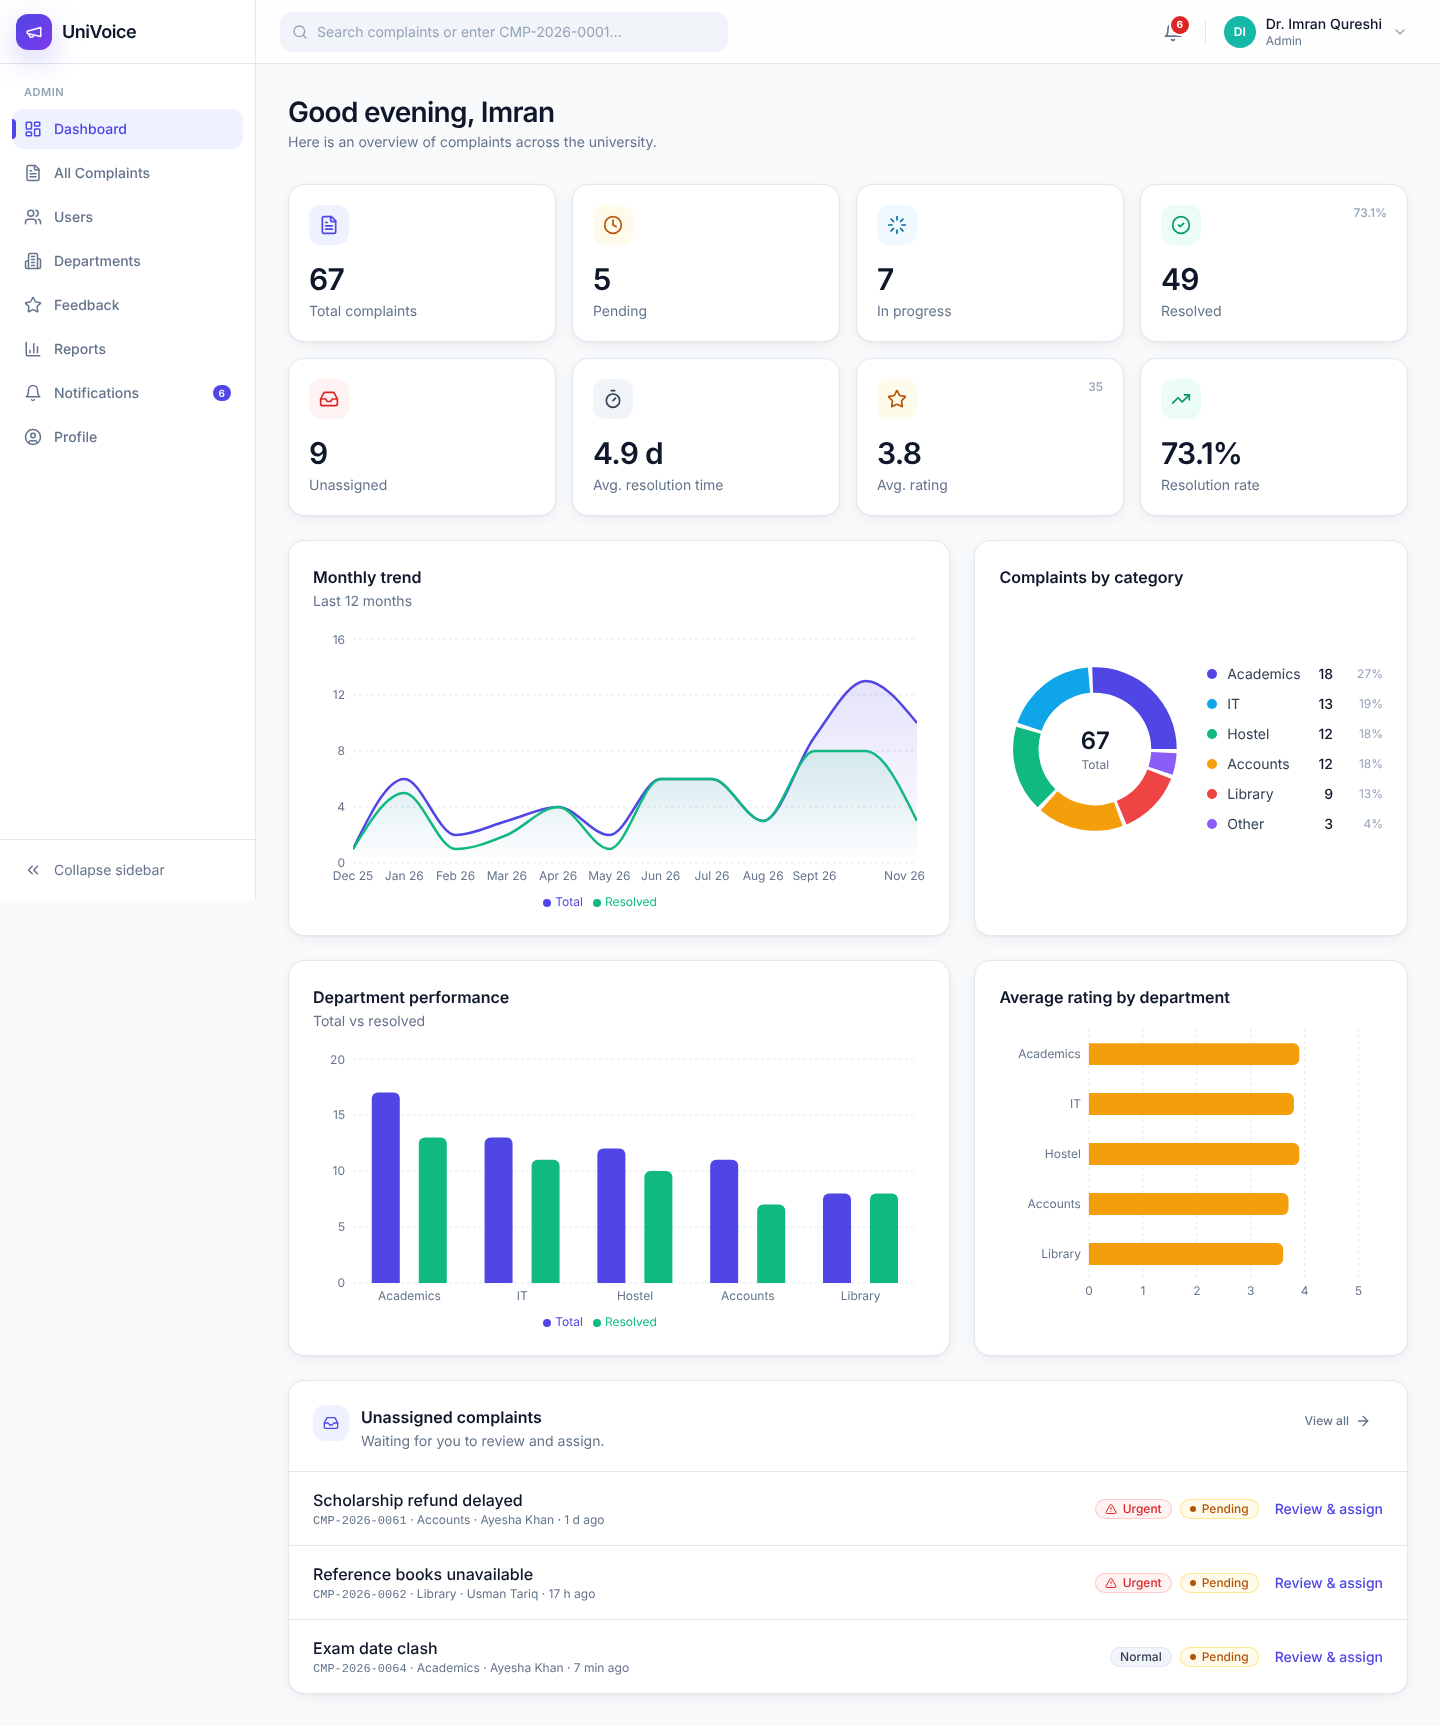 UniVoice
Search complaints or enter CMP-2026-0001...
6
DI
Dr. Imran Qureshi
Admin
ADMIN
Dashboard
All Complaints
Users
Departments
Feedback
Reports
Notifications 6
Profile
Collapse sidebar
Good evening, Imran
Here is an overview of complaints across the university.
67
Total complaints
5
Pending
7
In progress
73.1%
49
Resolved
9
Unassigned
4.9 d
Avg. resolution time
35
3.8
Avg. rating
73.1%
Resolution rate
Monthly trend
Last 12 months
16
12
8
4
0
Dec 25 Jan 26 Feb 26 Mar 26 Apr 26 May 26 Jun 26 Jul 26 Aug 26 Sept 26 Nov 26
Total Resolved
Complaints by category
67
Total
Academics 18 27%
IT 13 19%
Hostel 12 18%
Accounts 12 18%
Library 9 13%
Other 3 4%
Department performance
Total vs resolved
20
15
10
5
0
Academics IT Hostel Accounts Library
Total Resolved
Average rating by department
Academics
IT
Hostel
Accounts
Library
0 1 2 3 4 5
Unassigned complaints
Waiting for you to review and assign.
View all
Scholarship refund delayed
CMP-2026-0061 · Accounts · Ayesha Khan · 1 d ago
Urgent Pending Review & assign
Reference books unavailable
CMP-2026-0062 · Library · Usman Tariq · 17 h ago
Urgent Pending Review & assign
Exam date clash
CMP-2026-0064 · Academics · Ayesha Khan · 7 min ago
Normal Pending Review & assign